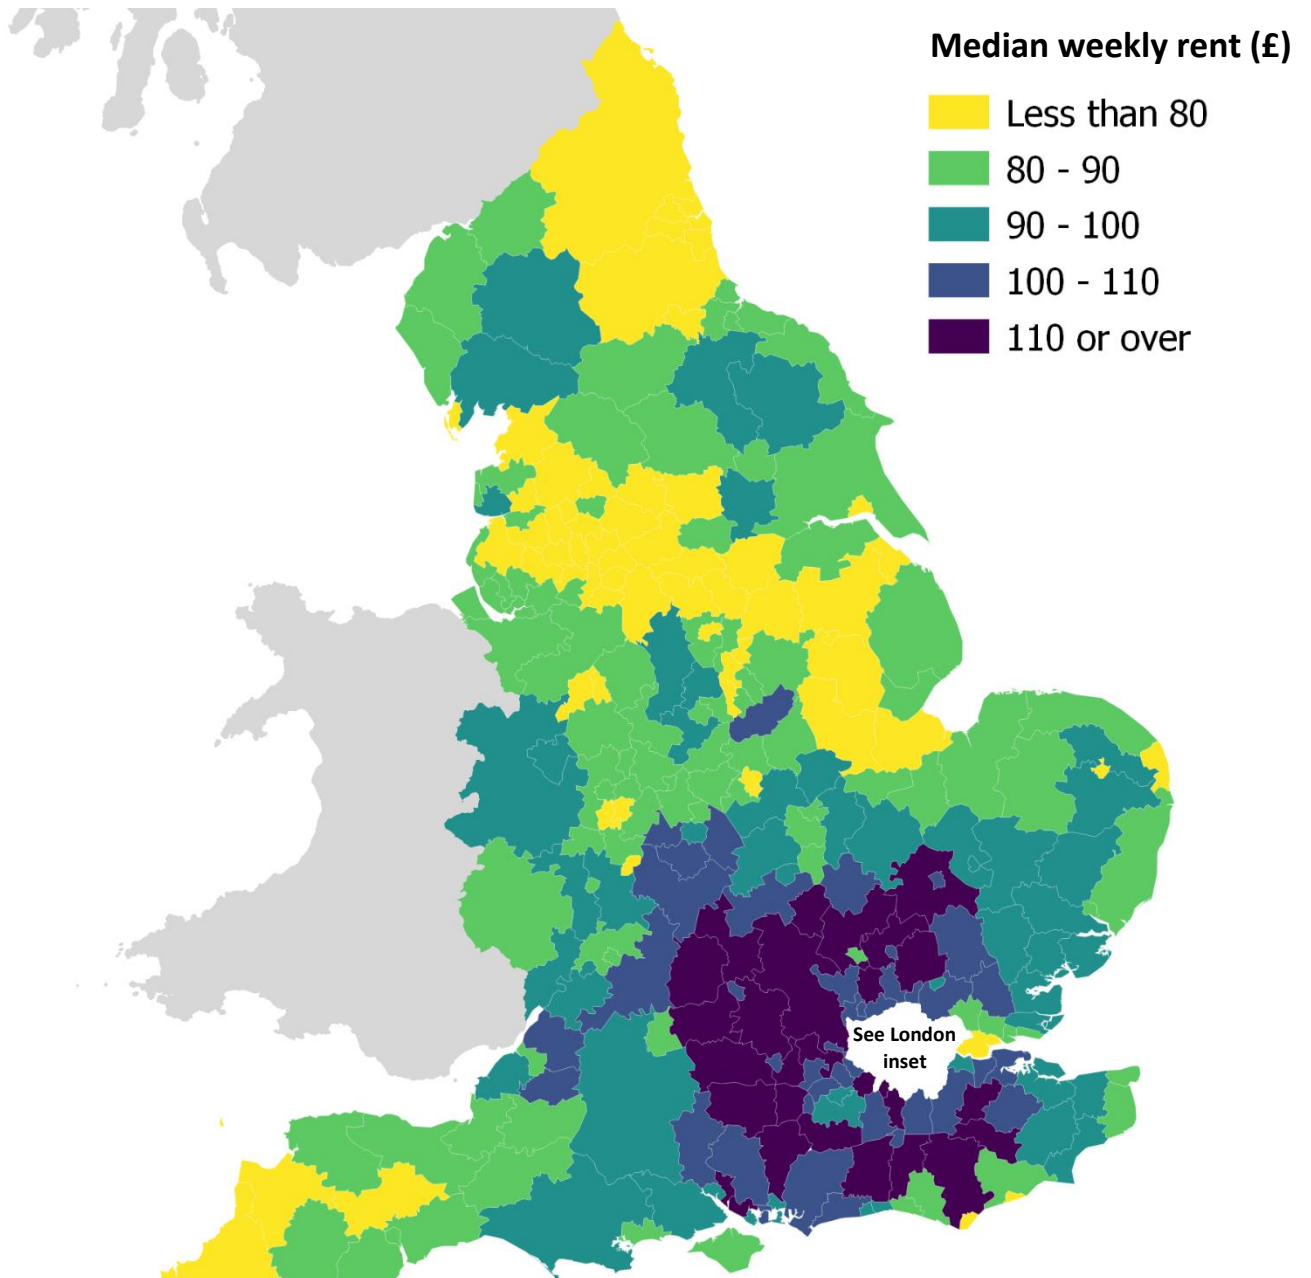 Median weekly rent (£)
Less than 80
80 - 90
90 - 100
100 - 110
110 or over
See London
inset